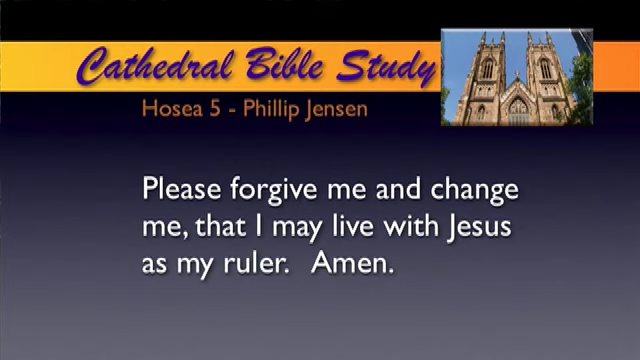 Cathedral Bible Study
Hosea 5 - Phillip Jensen
Please forgive me and change
me, that I may live with Jesus
as my ruler. Amen.